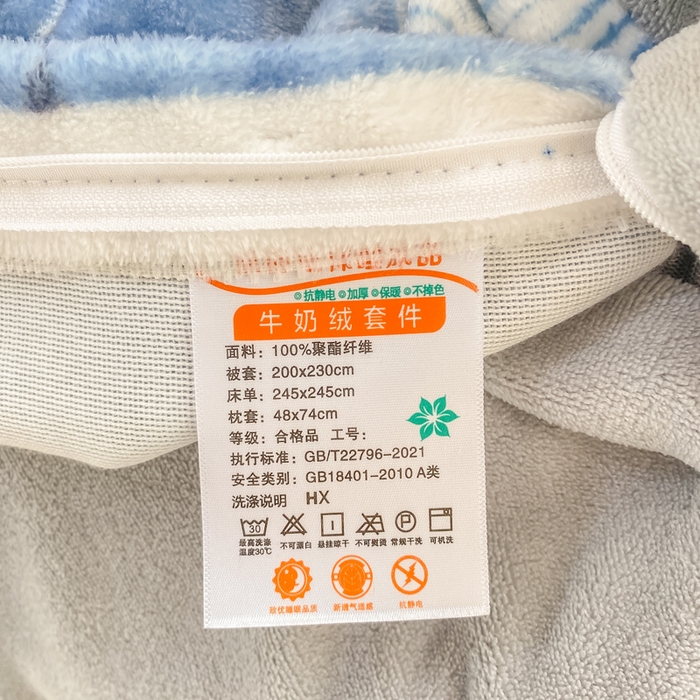 ◎抗静电 ◎加厚 ◎保暖 ◎不掉色
牛奶绒套件
面料：100%聚酯纤维
被套：200x230cm
床单：245x245cm
枕套：48x74cm
等级：合格品 工号：
执行标准：GB/T22796-2021
安全类别：GB18401-2010 A类
洗涤说明 HX
30 P
最高洗涤温度30℃ 不可漂白 悬挂晾干 不可熨烫 常规干洗 可机洗
抗静电